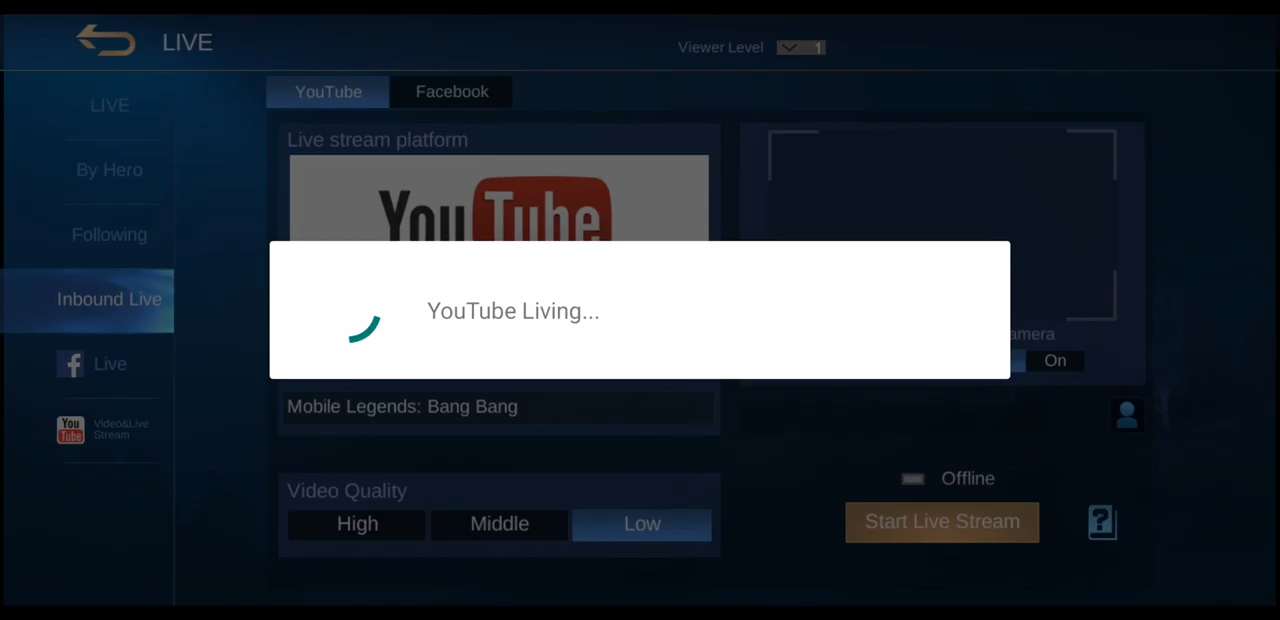 LIVE
Viewer Level 1
LIVE
By Hero
Following
Inbound Live
f Live
You
Tube
Video&Live
Stream
YouTube
Facebook
Live stream platform
YouTube
YouTube Living...
On
Mobile Legends: Bang Bang
Video Quality
High
Middle
Low
Offline
Start Live Stream
?